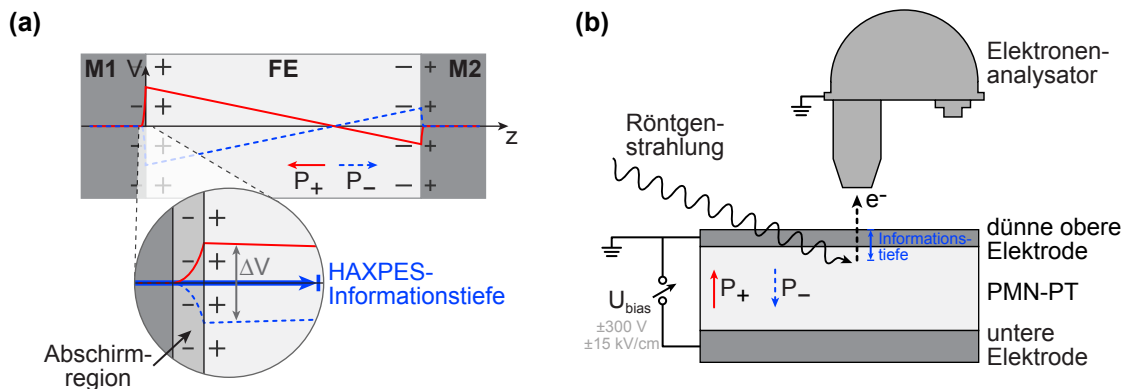 (a)
M1
V
FE
M2
z
P+
P−
ΔV
HAXPES-
Informationstiefe
Abschirm-
region
(b)
Elektronen-
analysator
Röntgen-
strahlung
e-
Informations-
tiefe
dünne obere
Elektrode
Ubias
±300 V
±15 kV/cm
P+
P−
PMN-PT
untere
Elektrode